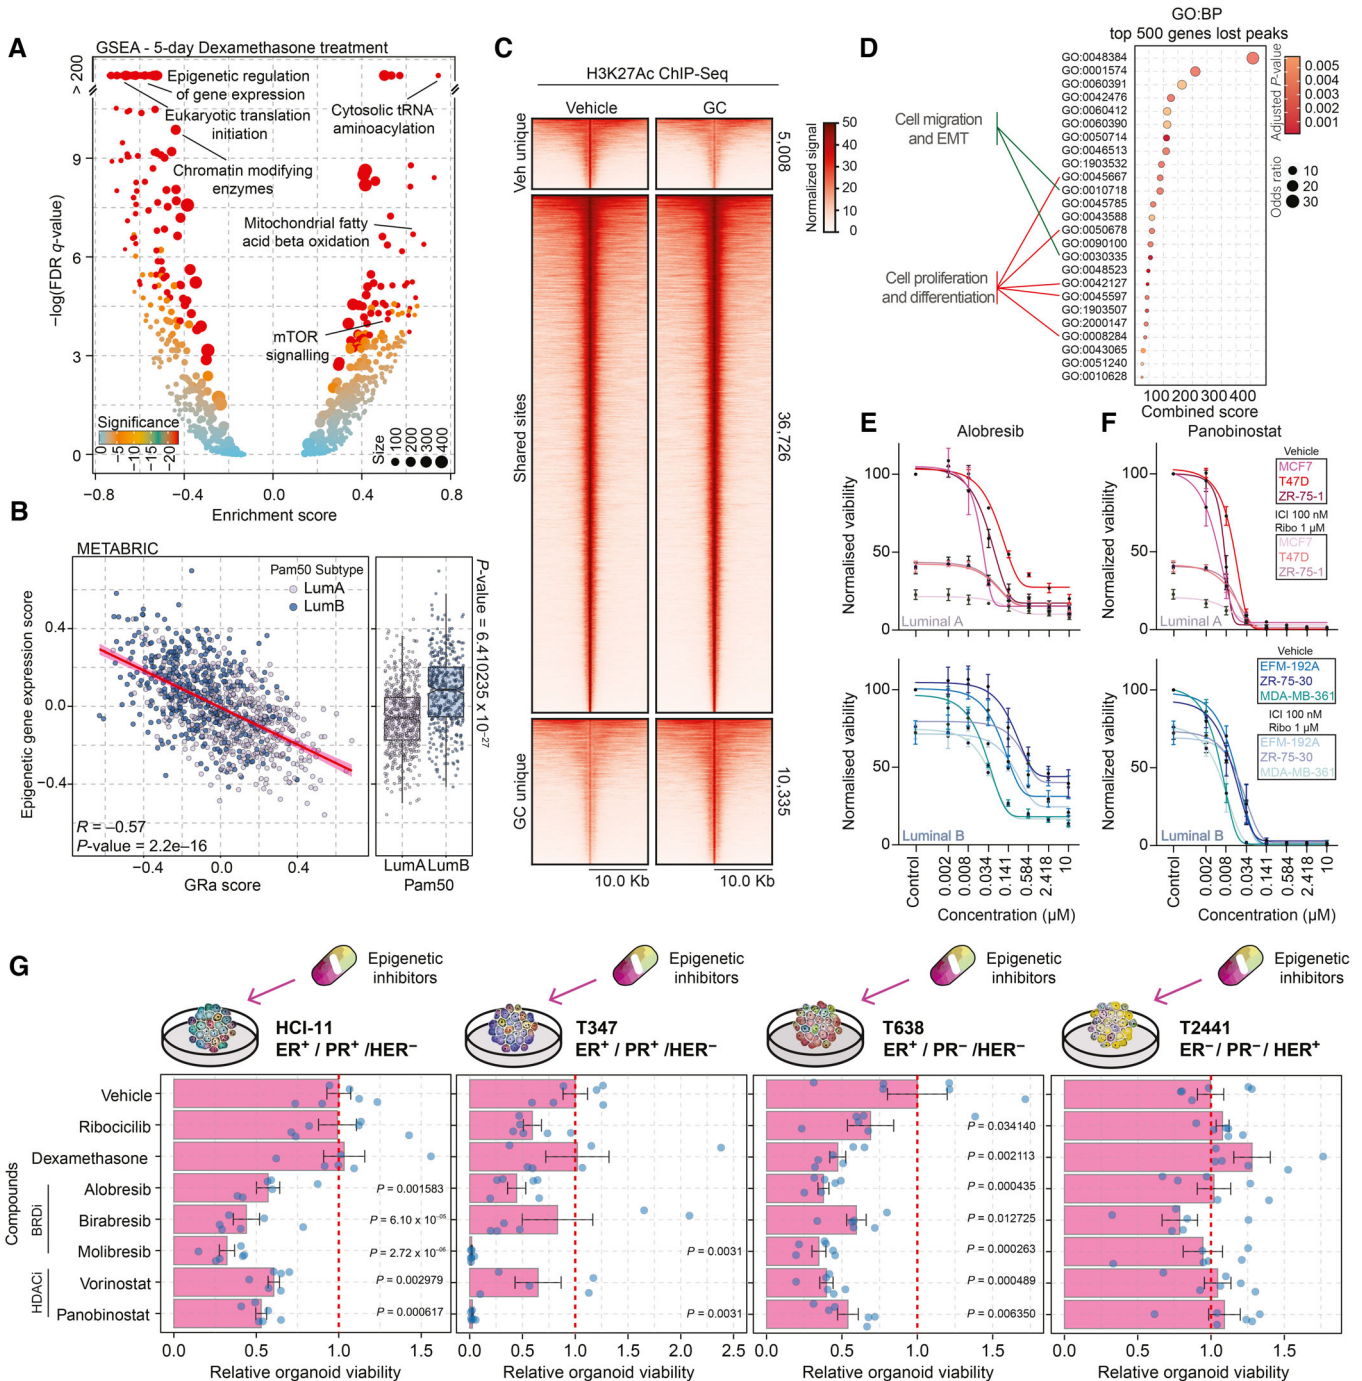 A
GSEA - 5-day Dexamethasone treatment
> 200
9
6
3
0
−log(FDR q-value)
Epigenetic regulation
of gene expression
Eukaryotic translation
initiation
Chromatin modifying
enzymes
Cytosolic tRNA
aminoacylation
Mitochondrial fatty
acid beta oxidation
mTOR
signalling
Significance
0
−5
−10
−15
−20
Size
100
200
300
400
−0.8
−0.4
0.0
0.4
0.8
Enrichment score
B
METABRIC
Pam50 Subtype
LumA
LumB
Epigenetic gene expression score
0.4
0.0
−0.4
R = −0.57
P-value = 2.2e−16
−0.4
0.0
0.4
GRa score
P-value = 6.410235 x 10−27
LumA LumB
Pam50
C
H3K27Ac ChIP-Seq
Vehicle
GC
Veh unique
Shared sites
GC unique
5,008
36,726
10,335
10.0 Kb
10.0 Kb
Normalized signal
50
40
30
20
10
0
D
GO:BP
top 500 genes lost peaks
Cell migration
and EMT
Cell proliferation
and differentiation
GO:0048384
GO:0001574
GO:0060391
GO:0042476
GO:0060412
GO:0060390
GO:0050714
GO:0046513
GO:1903532
GO:0045667
GO:0010718
GO:0045785
GO:0043588
GO:0050678
GO:0090100
GO:0030335
GO:0048523
GO:0042127
GO:0045597
GO:1903507
GO:2000147
GO:0008284
GO:0043065
GO:0051240
GO:0010628
100 200 300 400
Combined score
Adjusted P-value
0.005
0.004
0.003
0.002
0.001
Odds ratio
10
20
30
E
Alobresib
Normalised vaibility
100
50
0
Luminal A
Normalised vaibility
100
50
0
Luminal B
Control
0.002
0.008
0.034
0.141
0.584
2.418
10
Concentration (µM)
F
Panobinostat
Normalized vaibility
100
50
0
Luminal A
Vehicle
MCF7
T47D
ZR-75-1
ICI 100 nM
Ribo 1 µM
MCF7
T47D
ZR-75-1
Normalized vaibility
100
50
0
Luminal B
Vehicle
EFM-192A
ZR-75-30
MDA-MB-361
ICI 100 nM
Ribo 1 µM
EFM-192A
ZR-75-30
MDA-MB-361
Control
0.002
0.008
0.034
0.141
0.584
2.418
10
Concentration (µM)
G
Epigenetic
inhibitors
HCI-11
ER+ / PR+ /HER−
Epigenetic
inhibitors
T347
ER+ / PR+ /HER−
Epigenetic
inhibitors
T638
ER+ / PR− /HER−
Epigenetic
inhibitors
T2441
ER−/ PR−/ HER+
Compounds
BRDi
HDACi
Vehicle
Ribocicilib
Dexamethasone
Alobresib
Birabresib
Molibresib
Vorinostat
Panobinostat
P = 0.001583
P = 6.10 x 10−05
P = 2.72 x 10−06
P = 0.002979
P = 0.000617
0.0 0.5 1.0 1.5
Relative organoid viability
P = 0.0031
P = 0.0031
0.0 0.5 1.0 1.5 2.0 2.5
Relative organoid viability
P = 0.034140
P = 0.002113
P = 0.000435
P = 0.012725
P = 0.000263
P = 0.000489
P = 0.006350
0.0 0.5 1.0 1.5
Relative organoid viability
0.0 0.5 1.0 1.5
Relative organoid viability